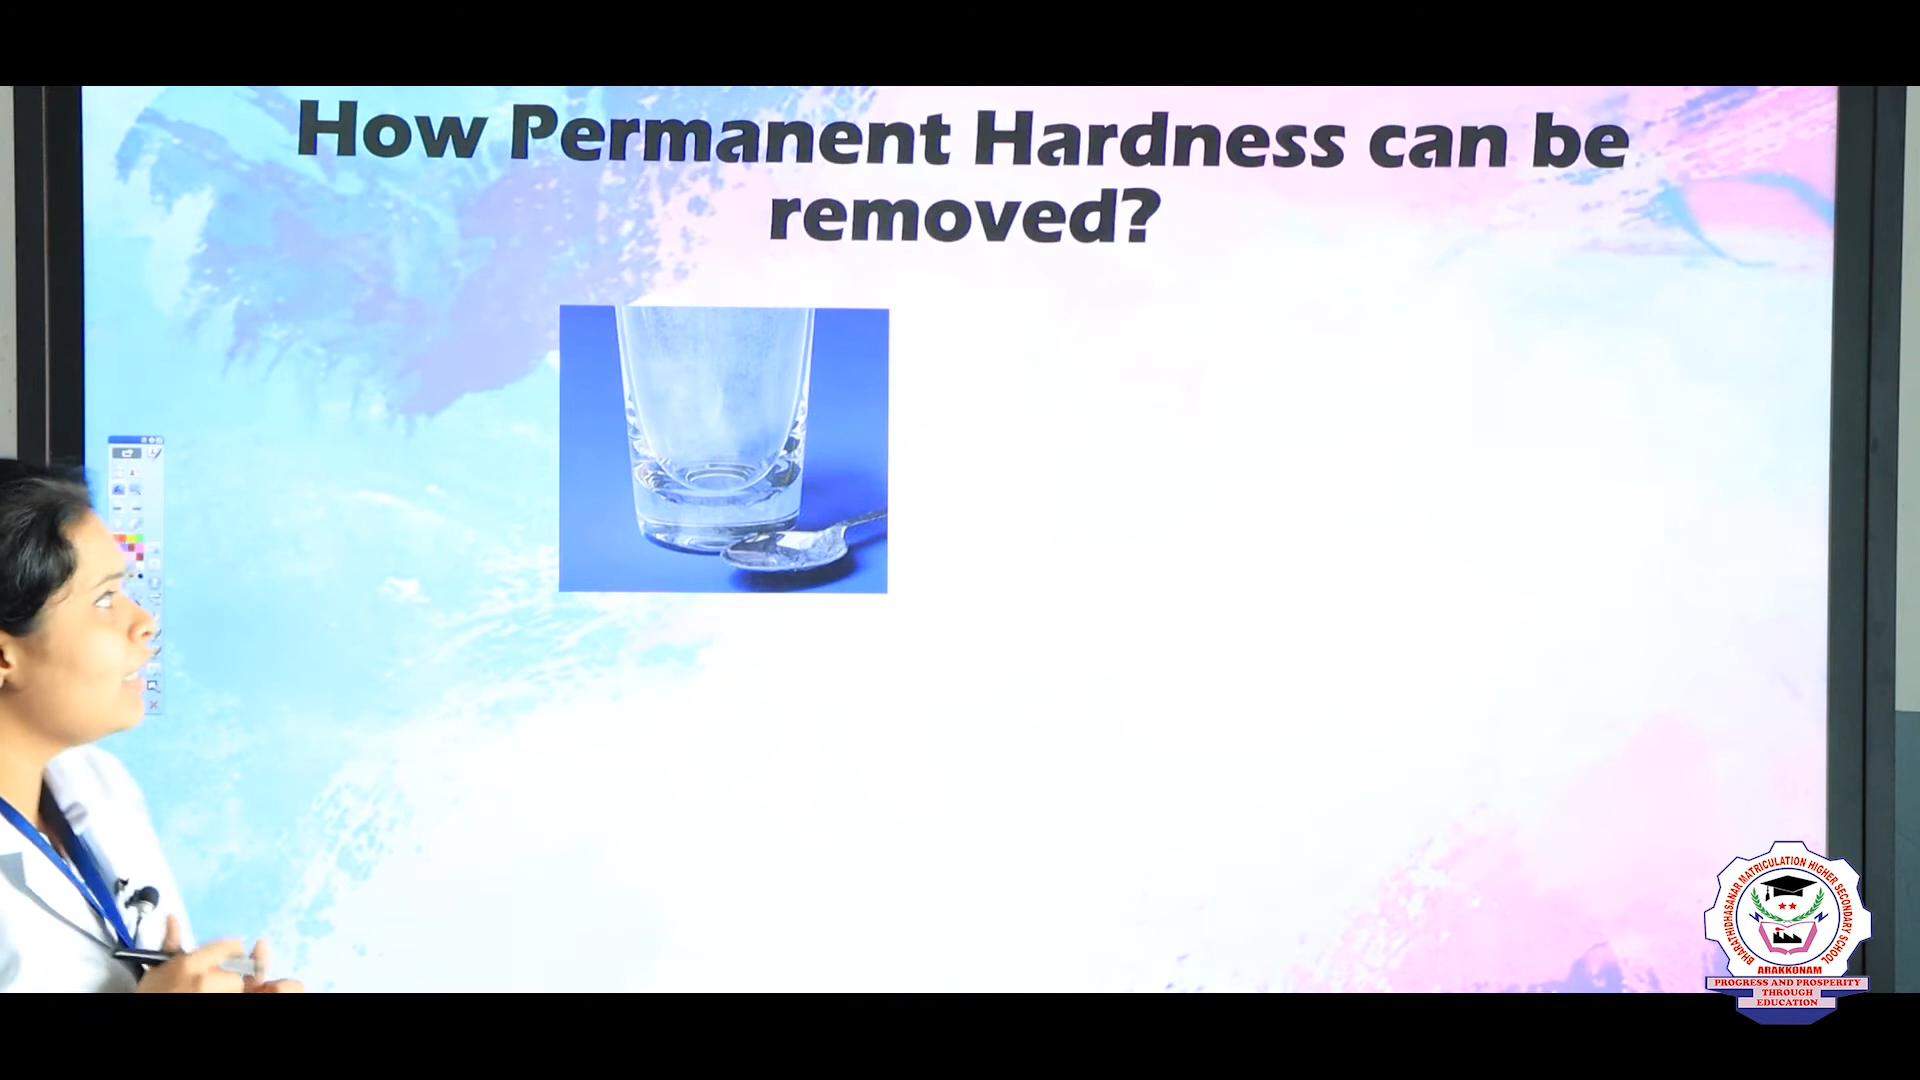 How Permanent Hardness can be
removed?
BHARATHIDHASANAR MATRICULATION HIGHER SECONDARY SCHOOL
ARAKKONAM
PROGRESS AND PROSPERITY
THROUGH
EDUCATION